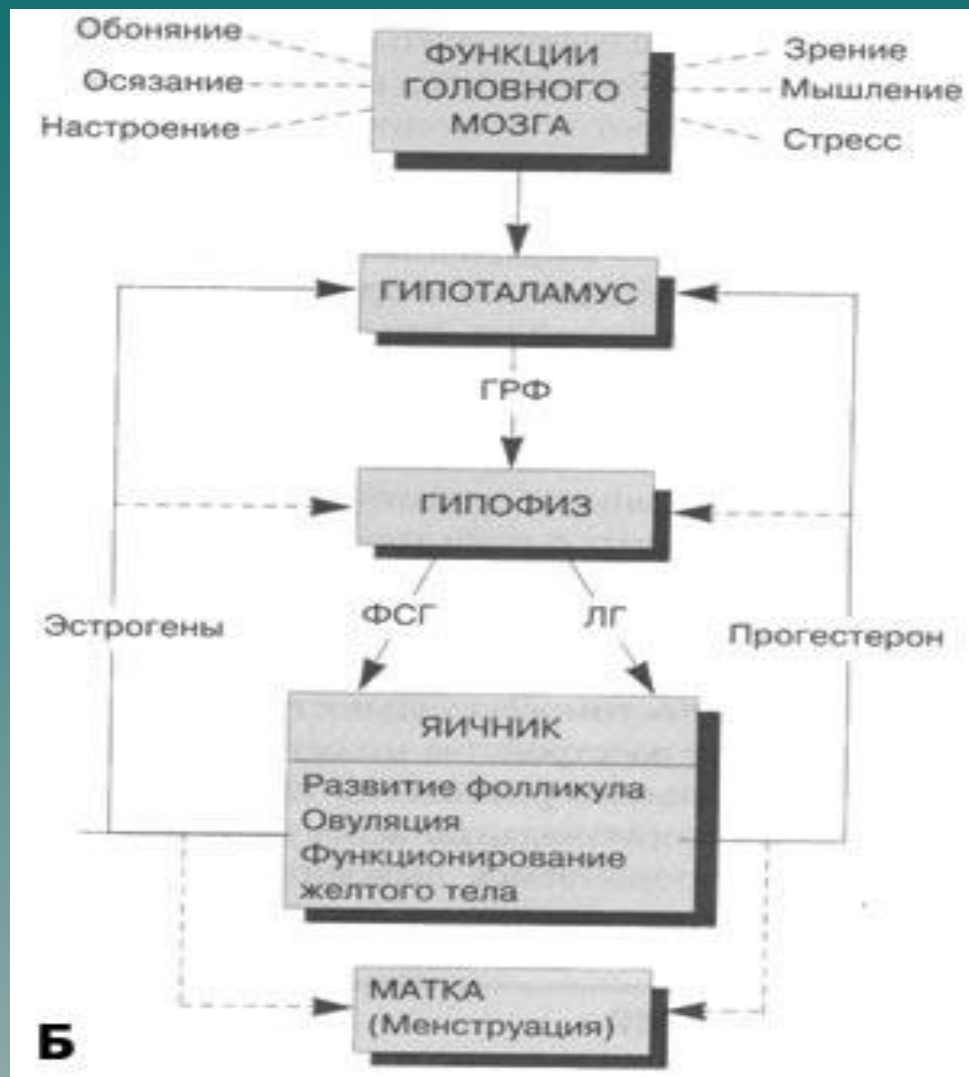 Обоняние
Осязание
Настроение
ФУНКЦИИ
ГОЛОВНОГО
МОЗГА
Зрение
Мышление
Стресс
ГИПОТАЛАМУС
ГРФ
ГИПОФИЗ
ФСГ
ЛГ
Эстрогены
Прогестерон
ЯИЧНИК
Развитие фолликула
Овуляция
Функционирование
желтого тела
МАТКА
(Менструация)
Б